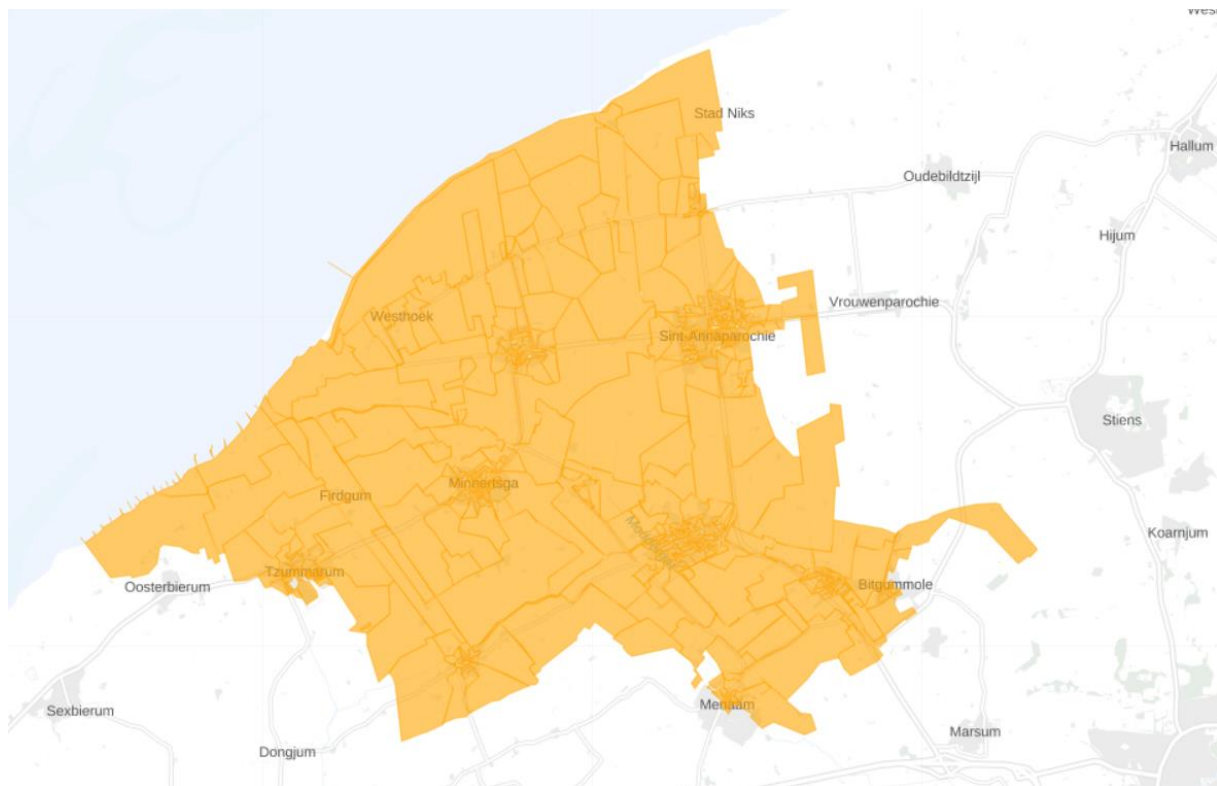 Stad Niks
Hallum
Oudebildtzijl
Hijum
Vrouwenparochie
Westhoek
Sint-Annaparochie
Stiens
Minnertsga
Firdgum
Koarnjum
Tzummarum
Bitgummole
Oosterbierum
Menaam
Sexbierum
Marsum
Dongjum